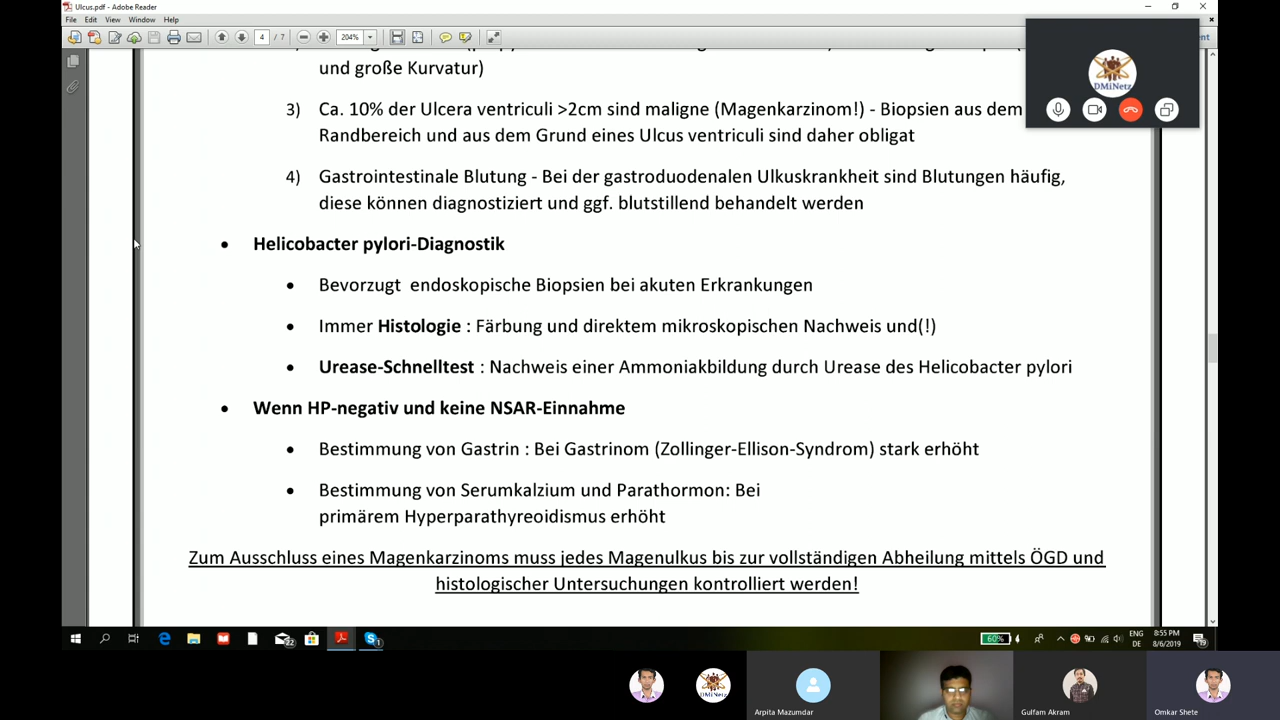 Ulcus.pdf - Adobe Reader
File Edit View Window Help
4 / 7 204%
und große Kurvatur)
3) Ca. 10% der Ulcera ventriculi >2cm sind maligne (Magenkarzinom!) - Biopsien aus dem
Randbereich und aus dem Grund eines Ulcus ventriculi sind daher obligat
4) Gastrointestinale Blutung - Bei der gastroduodenalen Ulkuskrankheit sind Blutungen häufig,
diese können diagnostiziert und ggf. blutstillend behandelt werden
• Helicobacter pylori-Diagnostik
• Bevorzugt endoskopische Biopsien bei akuten Erkrankungen
• Immer Histologie : Färbung und direktem mikroskopischen Nachweis und(!)
• Urease-Schnelltest : Nachweis einer Ammoniakbildung durch Urease des Helicobacter pylori
• Wenn HP-negativ und keine NSAR-Einnahme
• Bestimmung von Gastrin : Bei Gastrinom (Zollinger-Ellison-Syndrom) stark erhöht
• Bestimmung von Serumkalzium und Parathormon: Bei
primärem Hyperparathyreoidismus erhöht
Zum Ausschluss eines Magenkarzinoms muss jedes Magenulkus bis zur vollständigen Abheilung mittels ÖGD und
histologischer Untersuchungen kontrolliert werden!
DMiNetz
60%
ENG
DE
8:55 PM
8/6/2019
DMiNetz
Arpita Mazumdar
Gulfam Akram
Omkar Shete